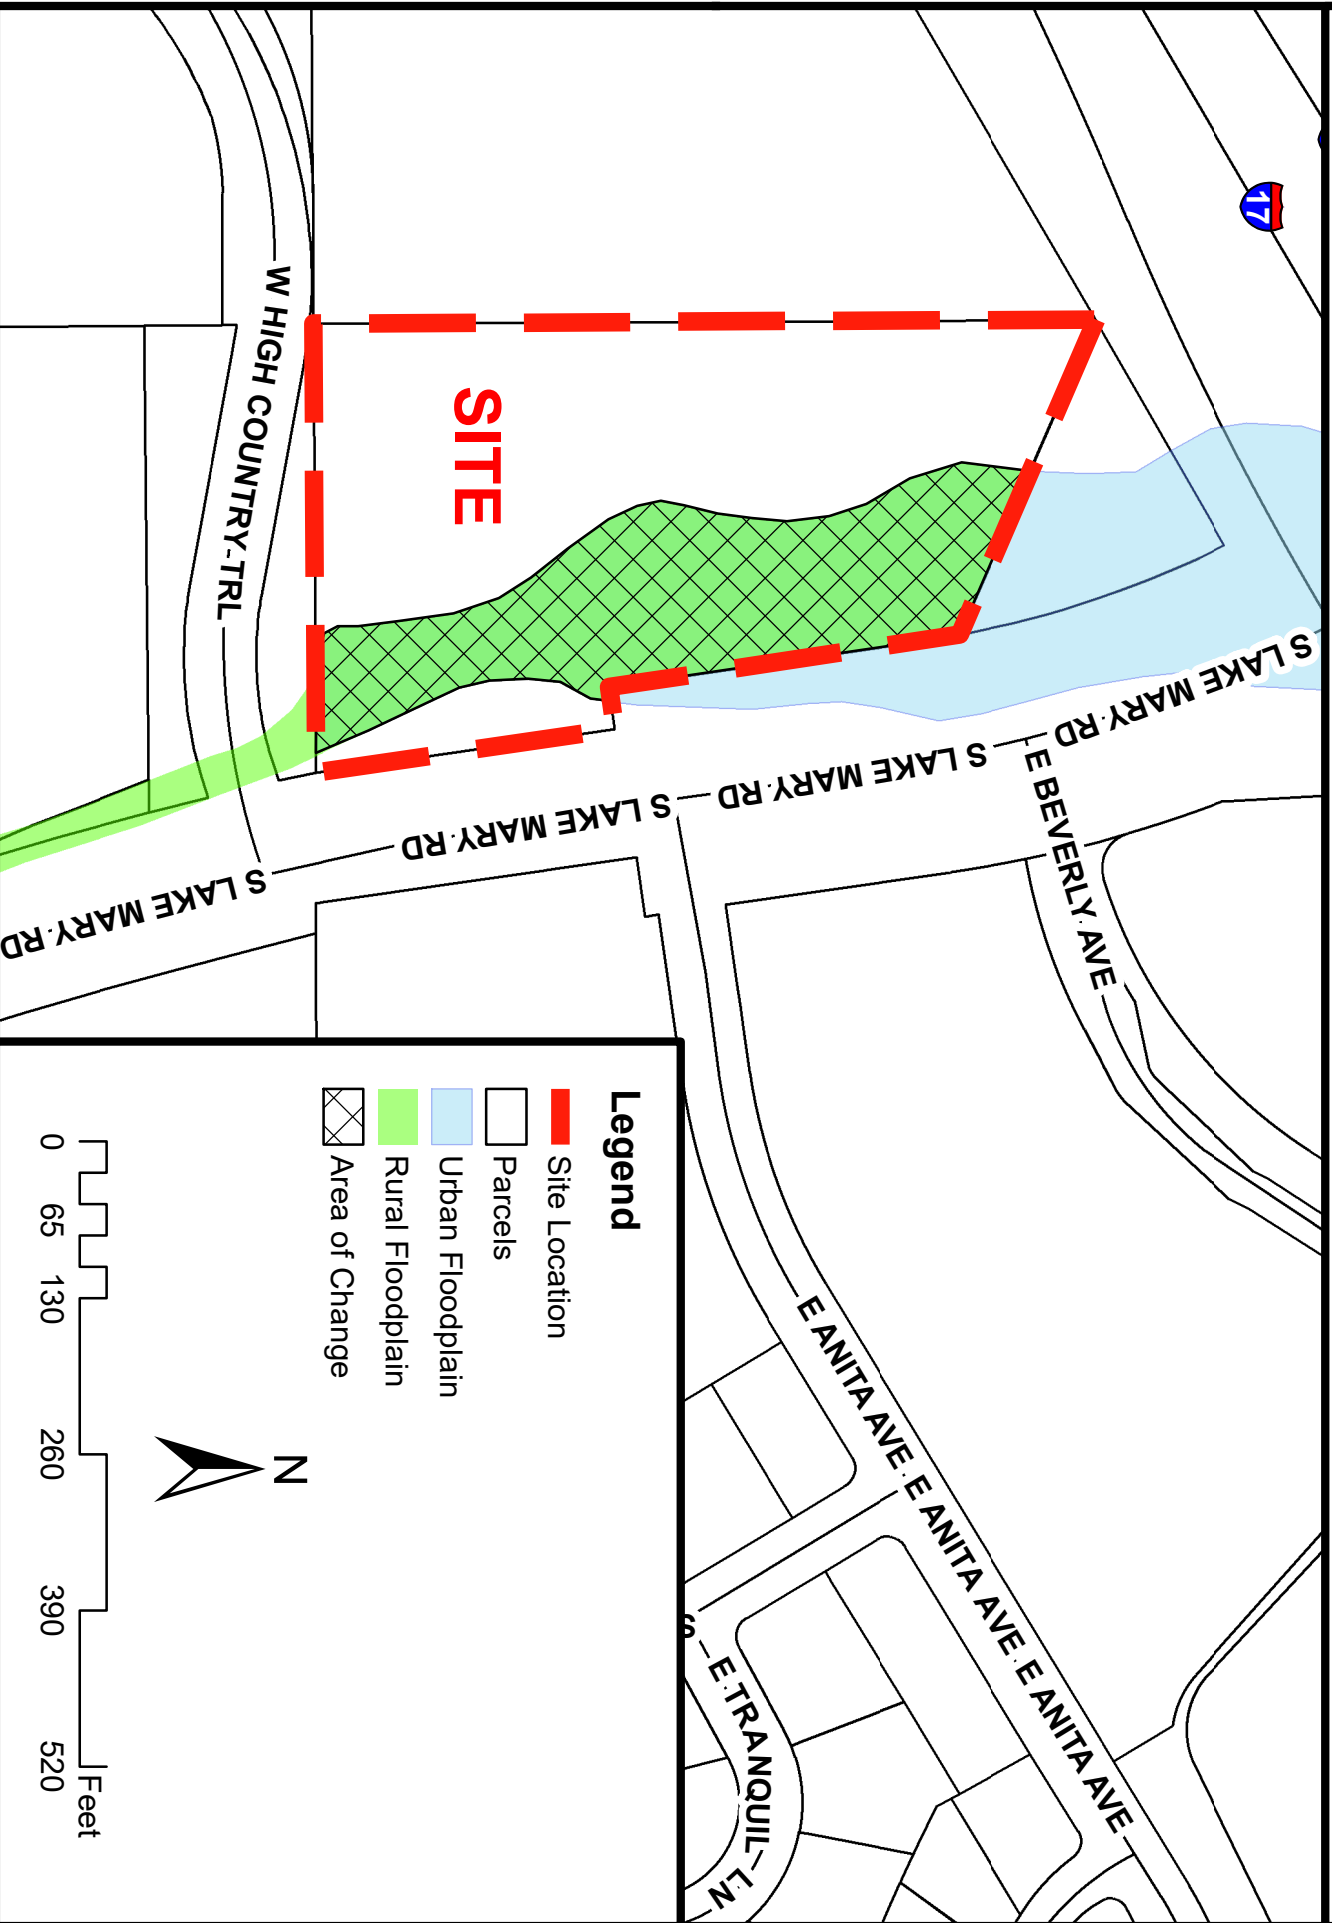 17
SITE
W HIGH COUNTRY TRL
S LAKE MARY RD
S LAKE MARY RD
S LAKE MARY RD
S LAKE MARY RD
E BEVERLY AVE
E ANITA AVE
E ANITA AVE
E ANITA AVE
S
E TRANQUIL LN
Legend
Site Location
Parcels
Urban Floodplain
Rural Floodplain
Area of Change
N
0 65 130 260 390 520
Feet